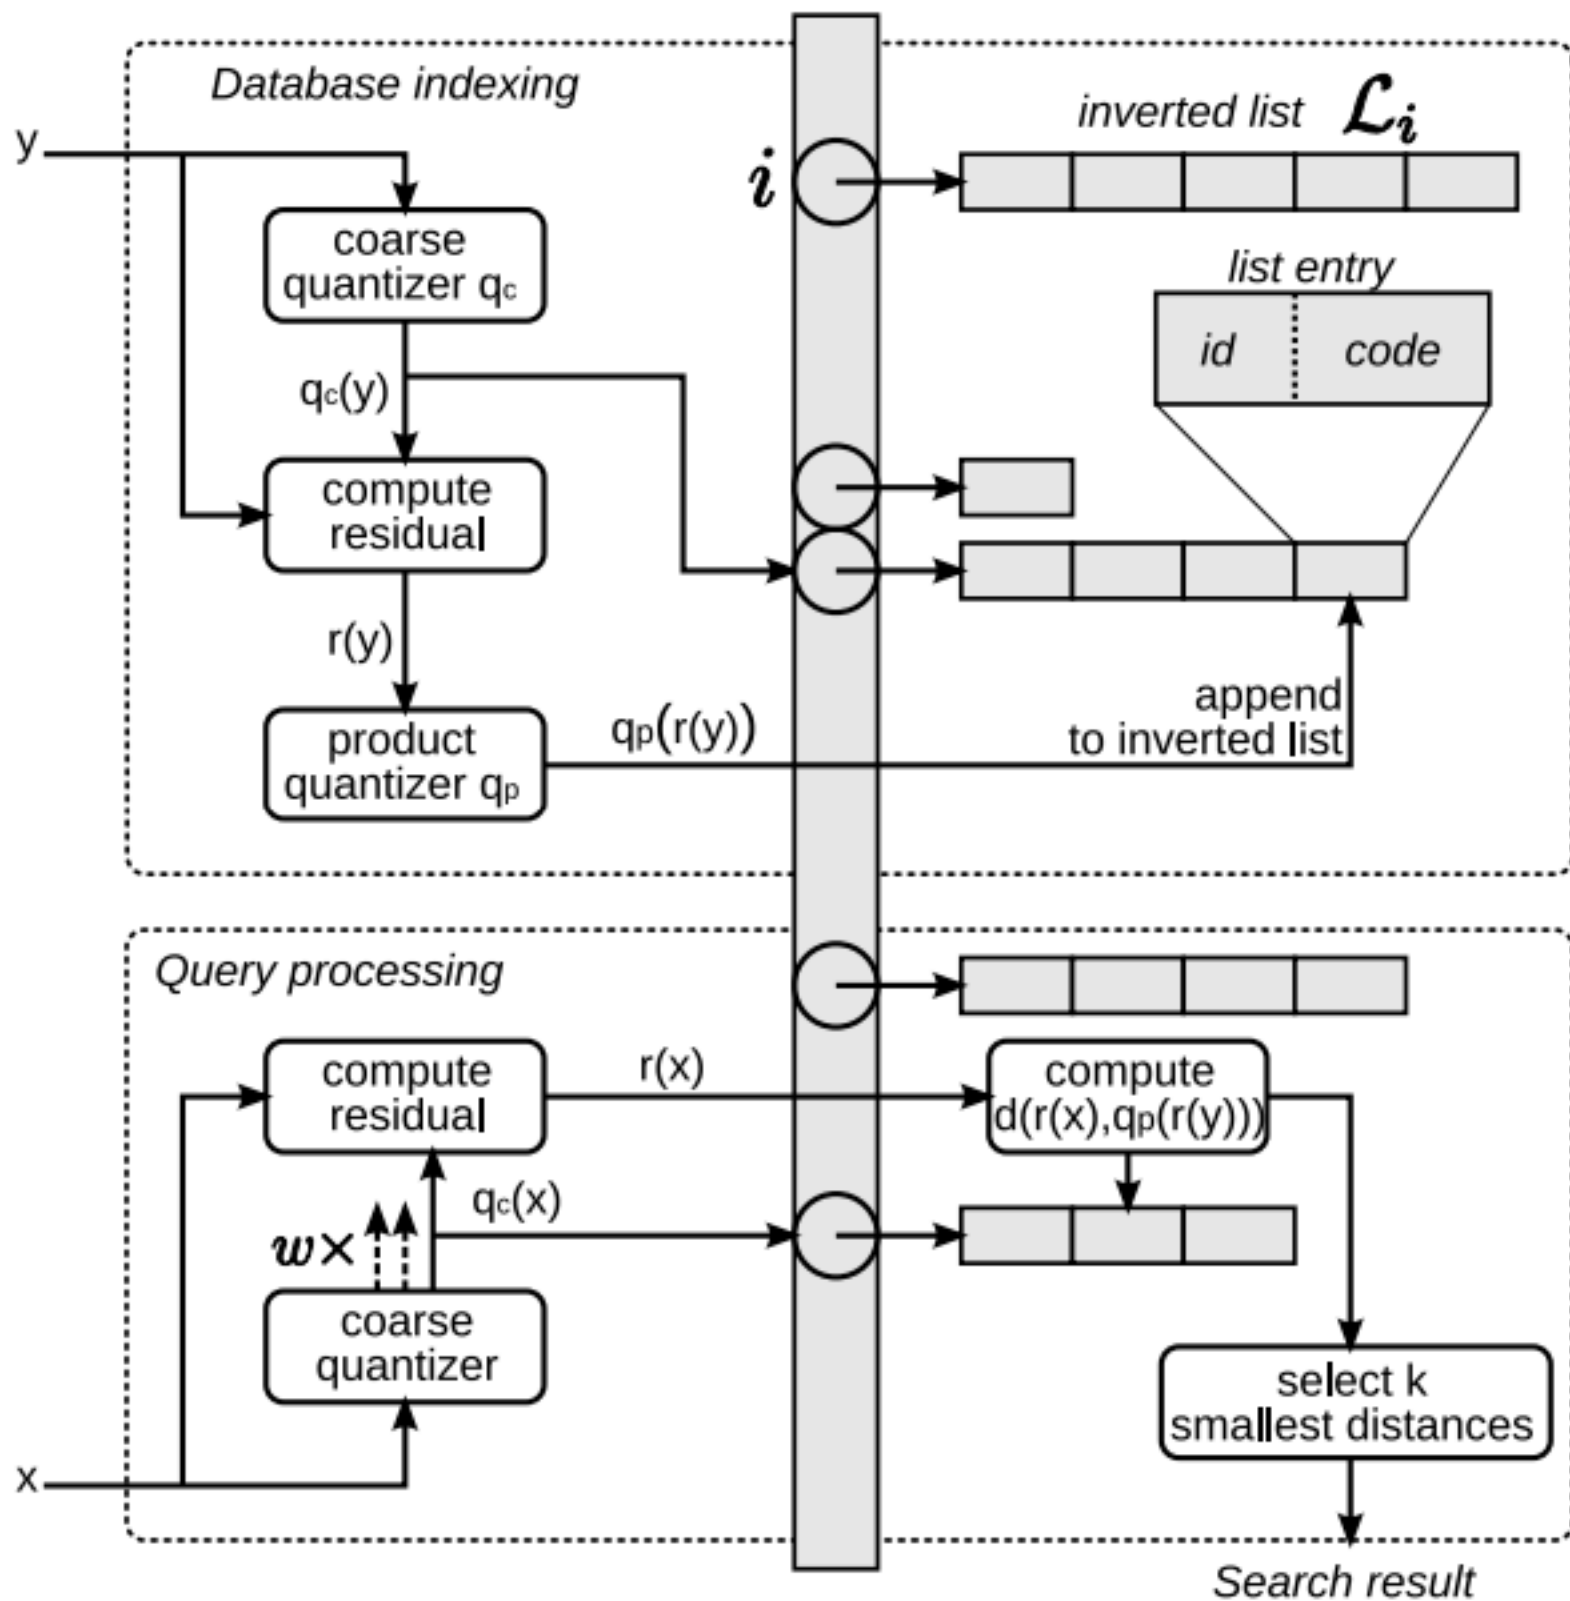 Database indexing
y
i
inverted list 𝓛ᵢ
coarse
quantizer qc
list entry
id
code
qc(y)
compute
residual
r(y)
product
quantizer qp
qp(r(y))
append
to inverted list
Query processing
compute
residual
r(x)
compute
d(r(x),qp(r(y)))
qc(x)
w×
coarse
quantizer
select k
smallest distances
x
Search result